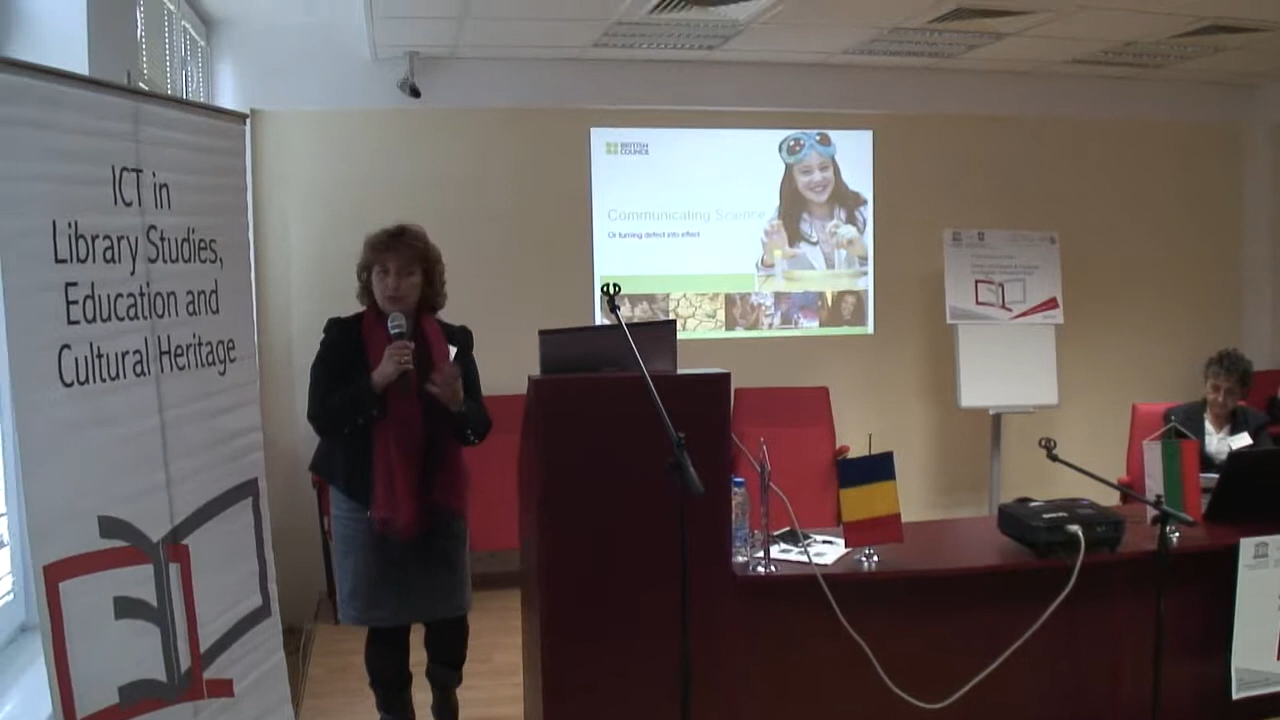 ICT in
Library Studies,
Education and
Cultural Heritage
BRITISH
COUNCIL
Communicating Science
Or turning defect into effect